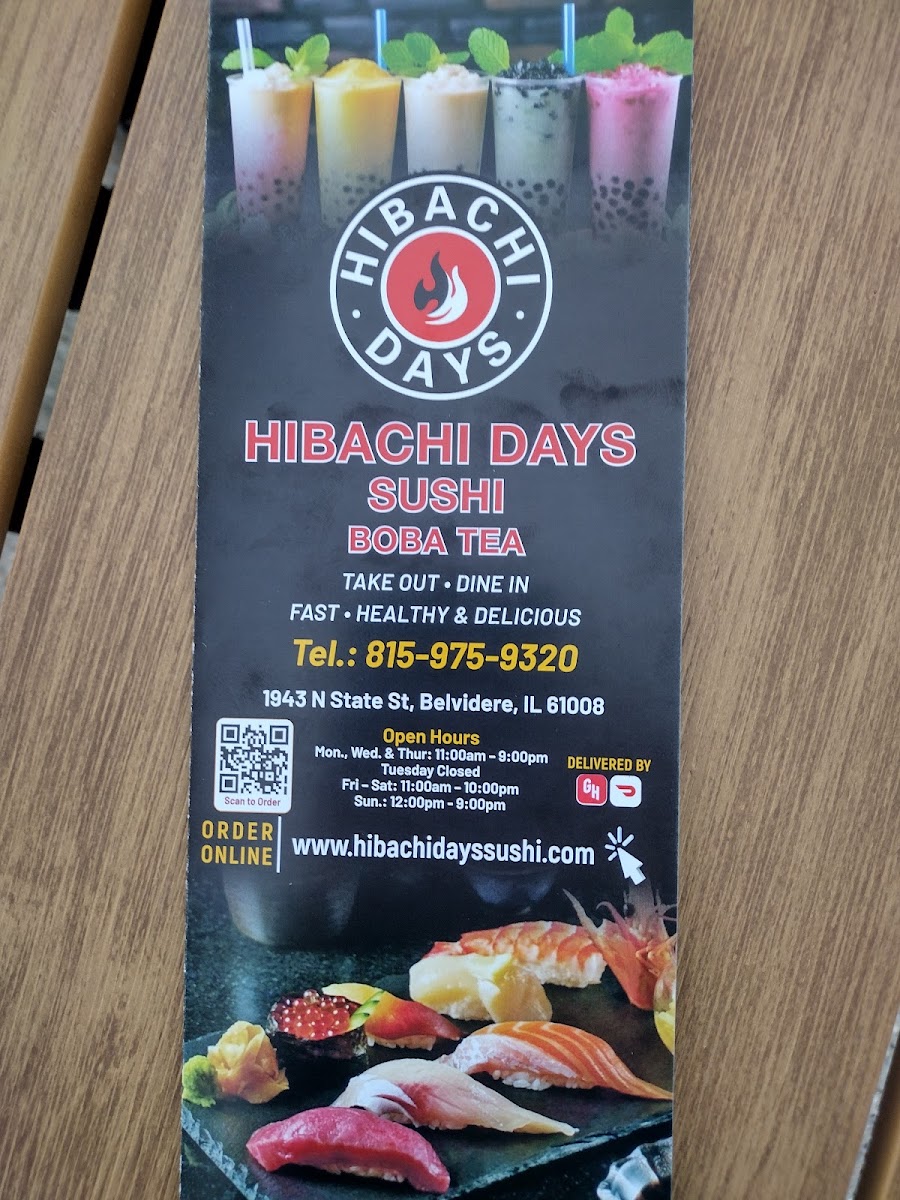 HIBACHI
DAYS
HIBACHI DAYS
SUSHI
BOBA TEA
TAKE OUT • DINE IN
FAST • HEALTHY & DELICIOUS
Tel.: 815-975-9320
1943 N State St, Belvidere, IL 61008
Open Hours
Mon., Wed. & Thur: 11:00am – 9:00pm
Tuesday Closed
Fri – Sat: 11:00am – 10:00pm
Sun.: 12:00pm - 9:00pm
Scan to Order
DELIVERED BY
GH
ORDER
ONLINE
www.hibachidayssushi.com